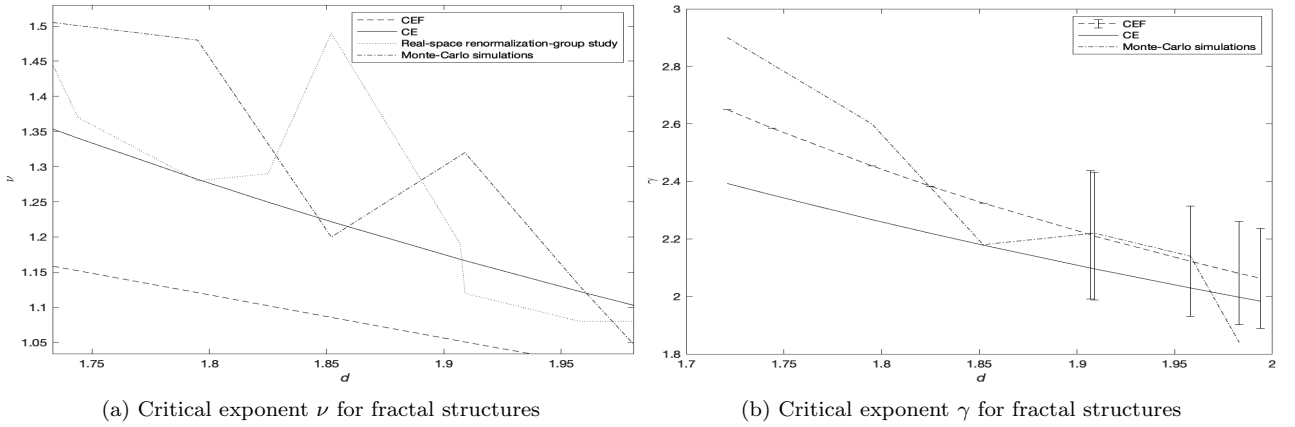 1.5
1.45
1.4
1.35
1.3
1.25
1.2
1.15
1.1
1.05
ν
1.75
1.8
1.85
1.9
1.95
d
CEF
CE
Real-space renormalization-group study
Monte-Carlo simulations
(a) Critical exponent ν for fractal structures
3
2.8
2.6
2.4
2.2
2
1.8
γ
1.7
1.75
1.8
1.85
1.9
1.95
2
d
CEF
CE
Monte-Carlo simulations
(b) Critical exponent γ for fractal structures